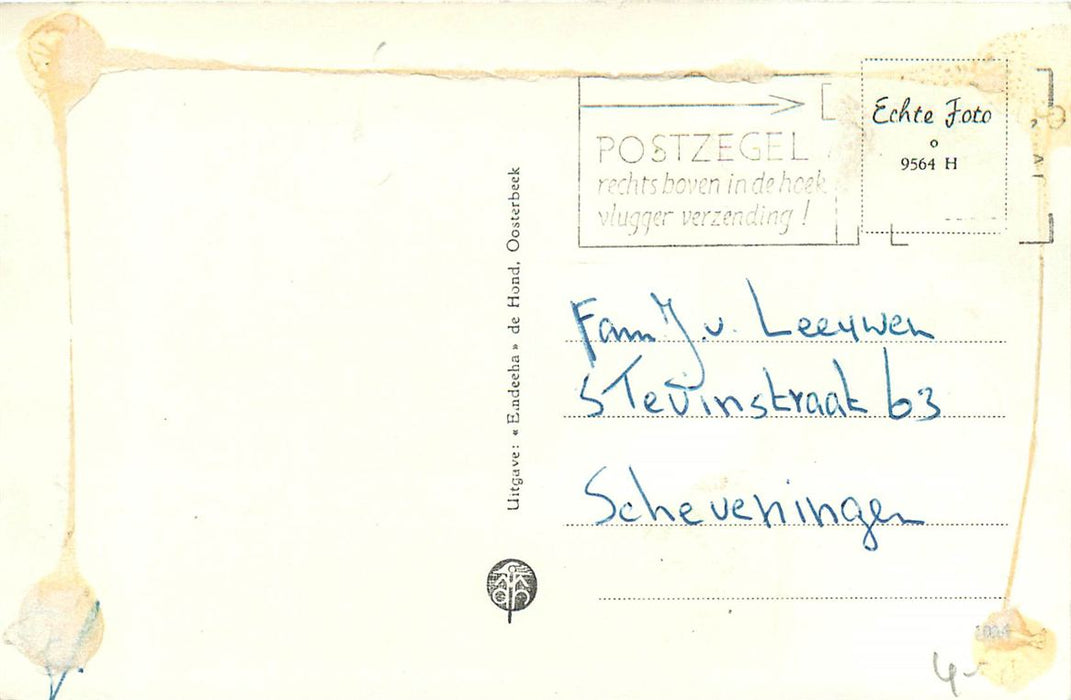 POSTZEGEL
rechts boven in de hoek
vlugger verzending!
Echte Foto
9564 H
Uitgave: « Endeeha » de Hond, Oosterbeek
Fam J. v. Leeuwen
Stevinstraat 63
Scheveningen